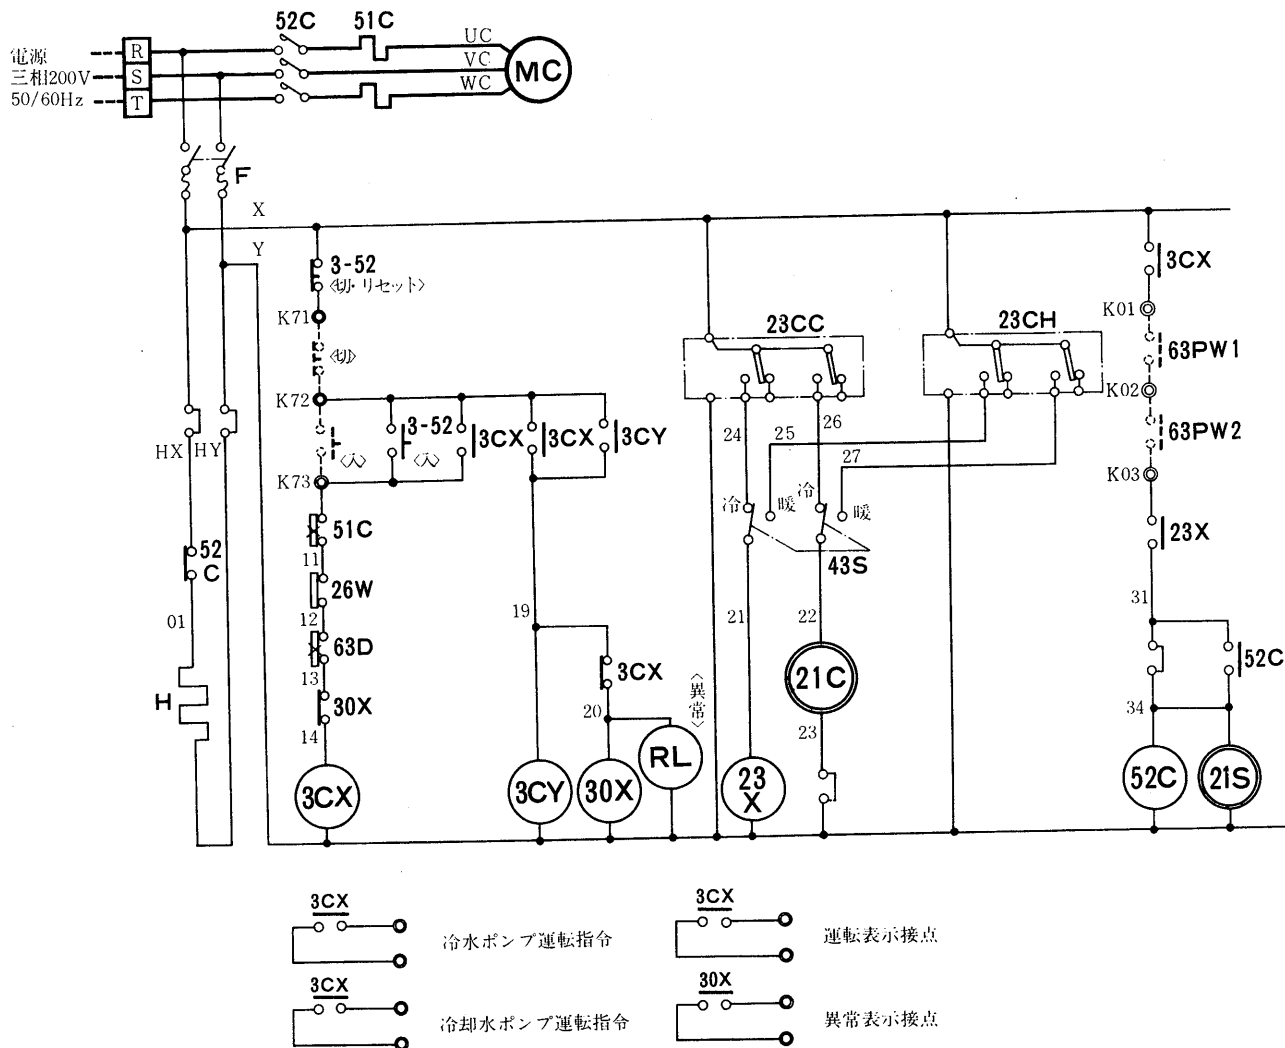 52C 51C
電源
三相200V
50/60Hz
R
S
T
UC
VC
WC
MC
F
X
Y
3-52
〈切・リセット〉
K71
〈切〉
K72
〈入〉
3-52
〈入〉
3CX
3CX
3CY
K73
51C
11
26W
12
63D
13
30X
14
3CX
HX
HY
52
C
01
H
19
3CX
20
3CY
30X
RL
〈異常〉
23CC
24
25
26
27
冷
暖
冷
暖
43S
21
22
21C
23
23
X
23CH
3CX
K01
63PW1
K02
63PW2
K03
23X
31
52C
34
52C
21S
3CX
冷水ポンプ運転指令
3CX
運転表示接点
3CX
冷却水ポンプ運転指令
30X
異常表示接点